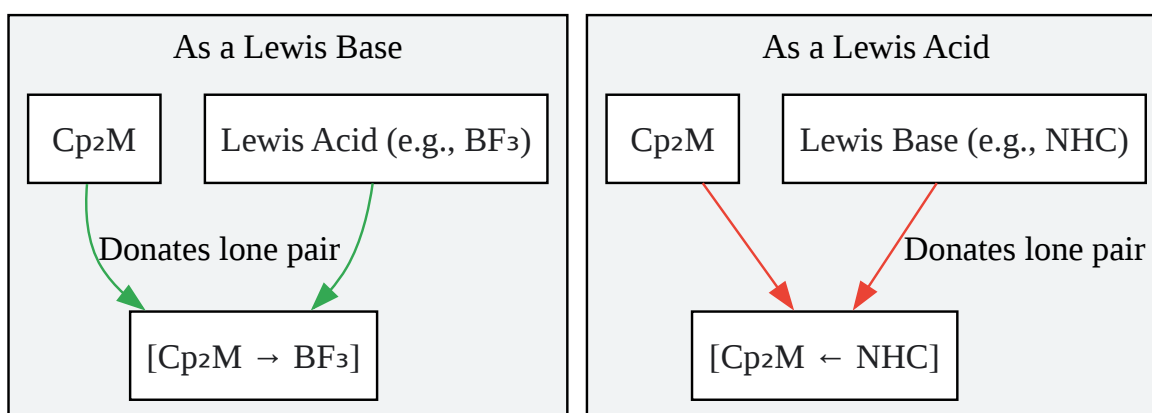 As a Lewis Base
Cp₂M
Lewis Acid (e.g., BF₃)
Donates lone pair
[Cp₂M → BF₃]
As a Lewis Acid
Cp₂M
Lewis Base (e.g., NHC)
Donates lone pair
[Cp₂M ← NHC]